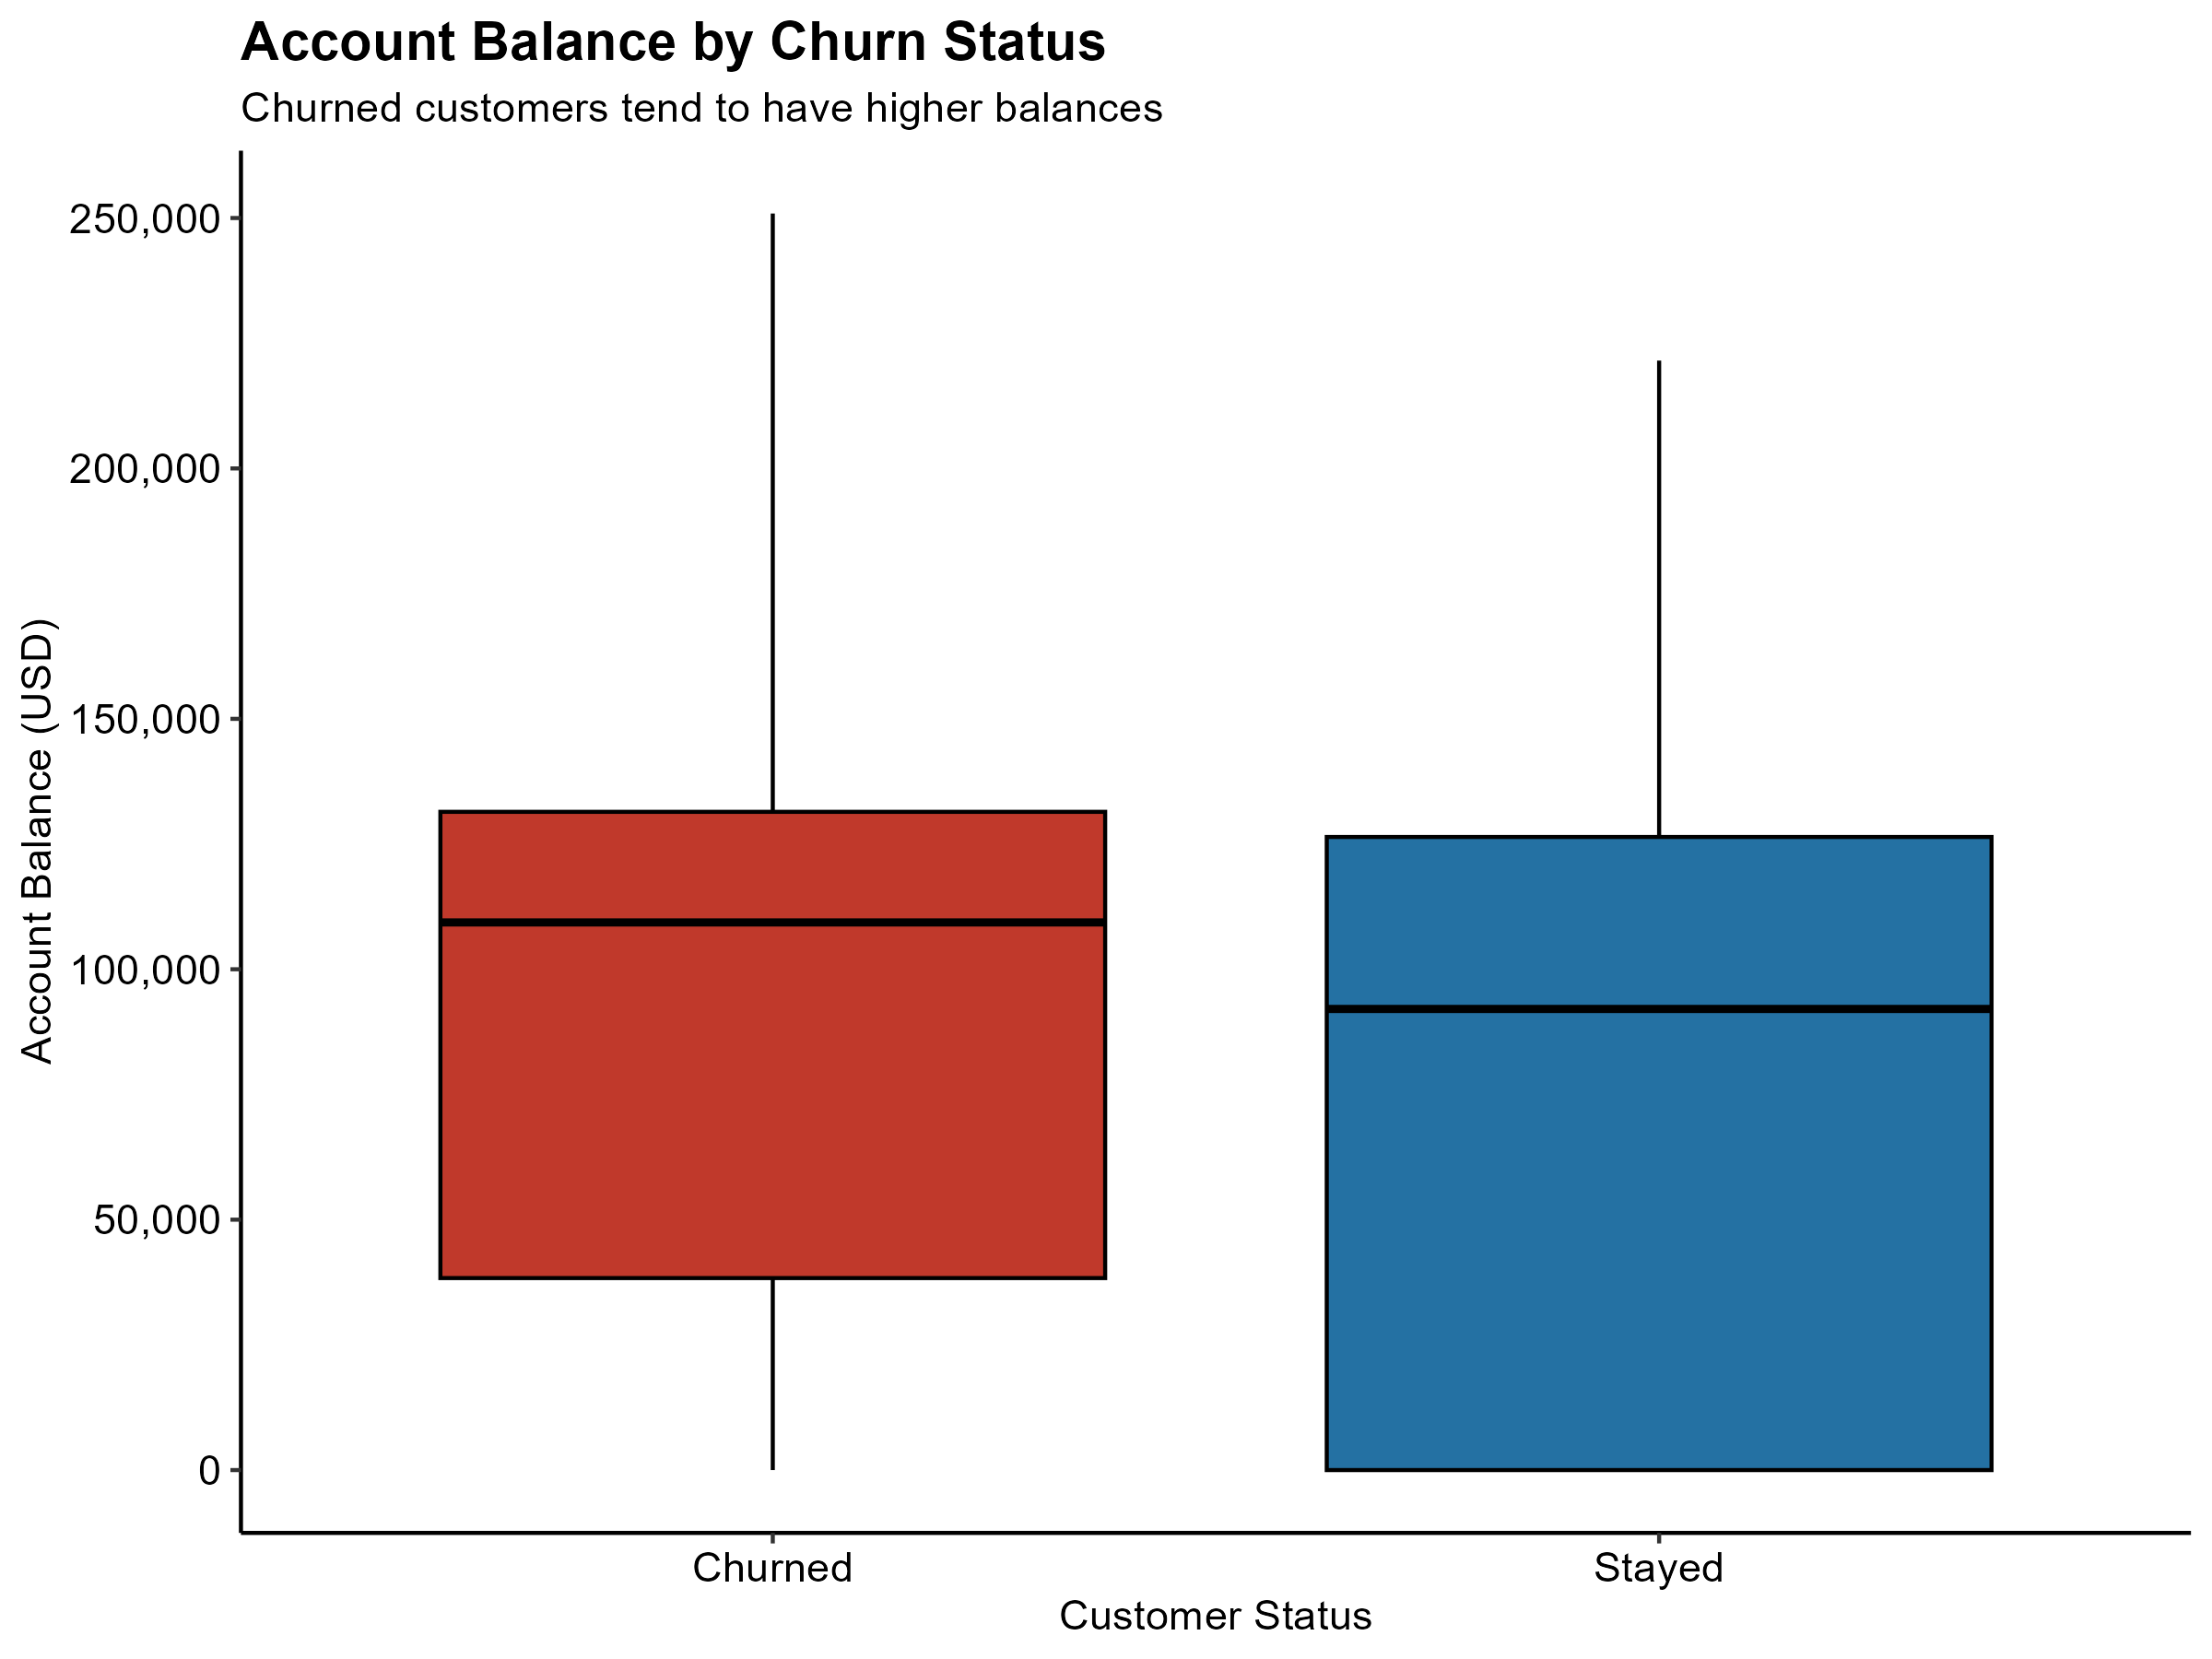 Account Balance by Churn Status
Churned customers tend to have higher balances
Account Balance (USD)
250,000
200,000
150,000
100,000
50,000
0
Churned
Stayed
Customer Status